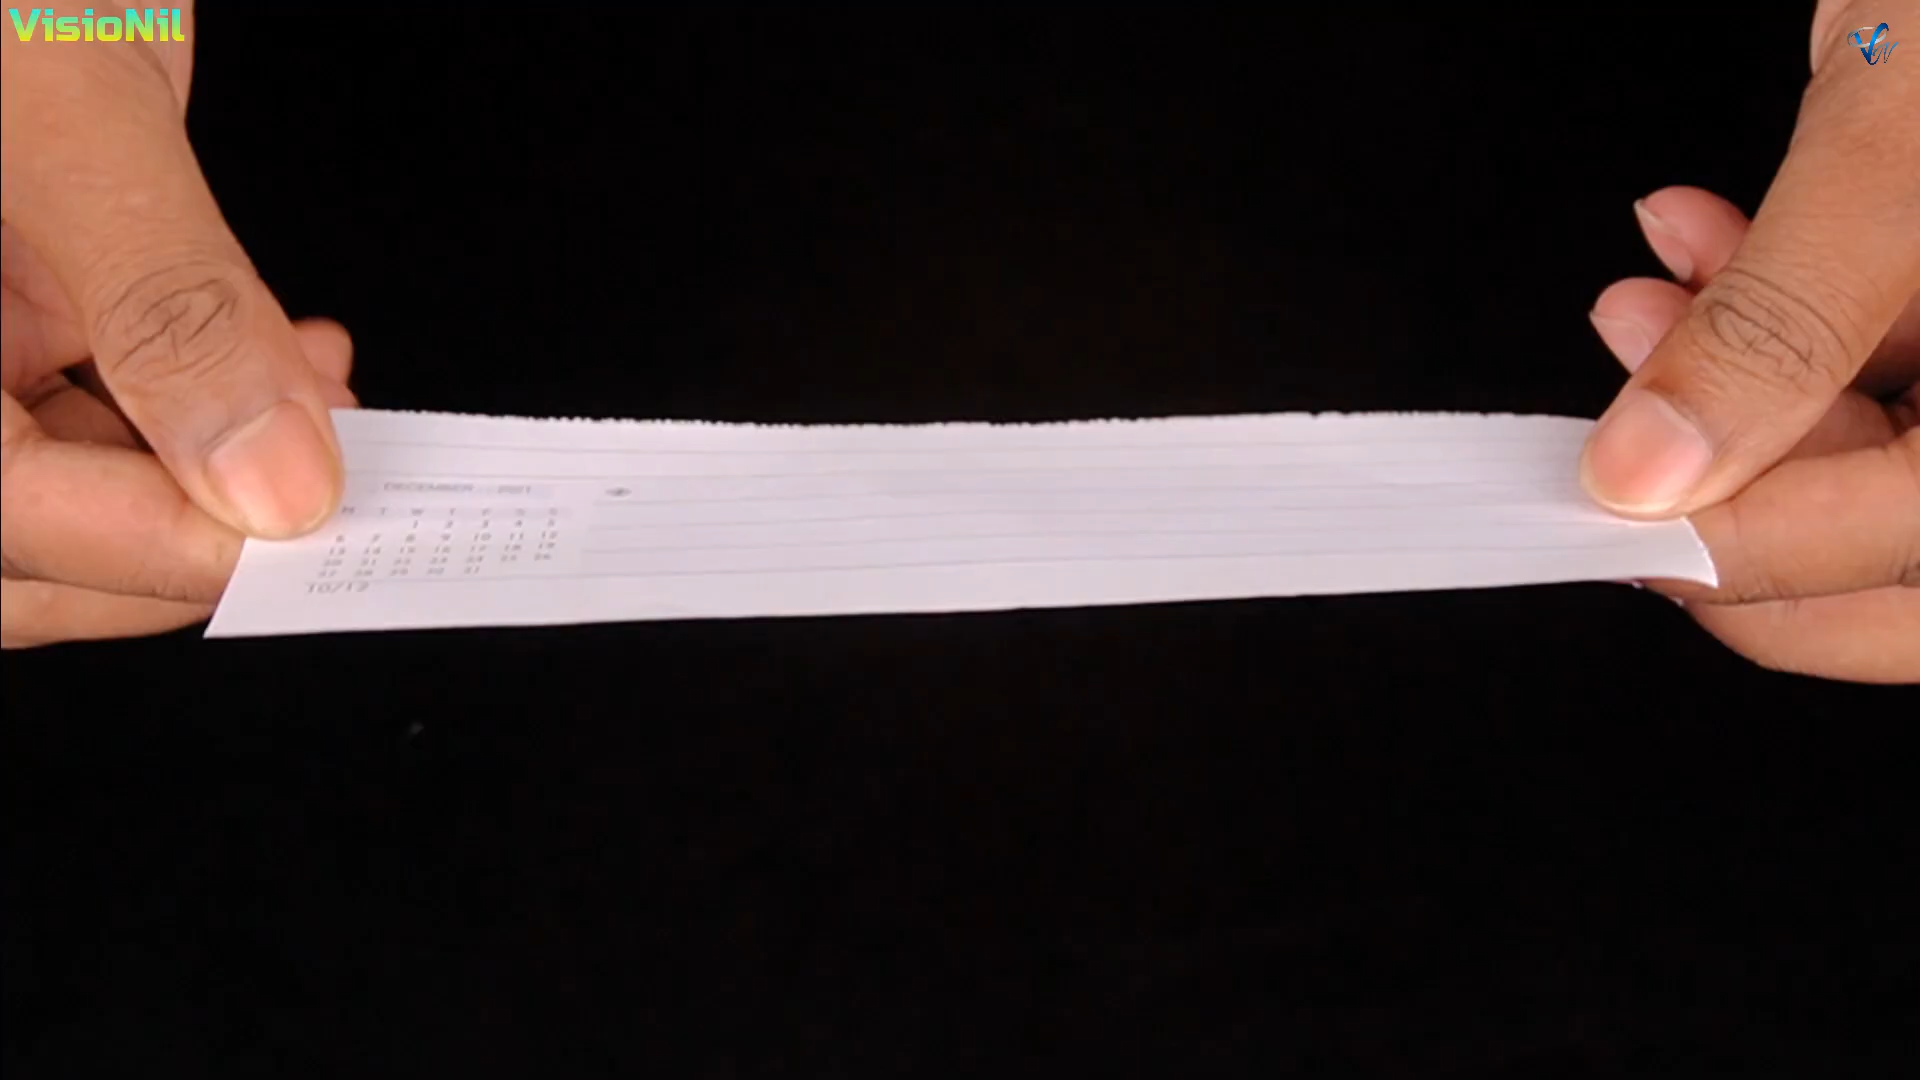 VisioNil
DECEMBER 2021
M T W T F S S
1 2 3 4 5
6 7 8 9 10 11 12
13 14 15 16 17 18 19
20 21 22 23 24 25 26
27 28 29 30 31
10/12